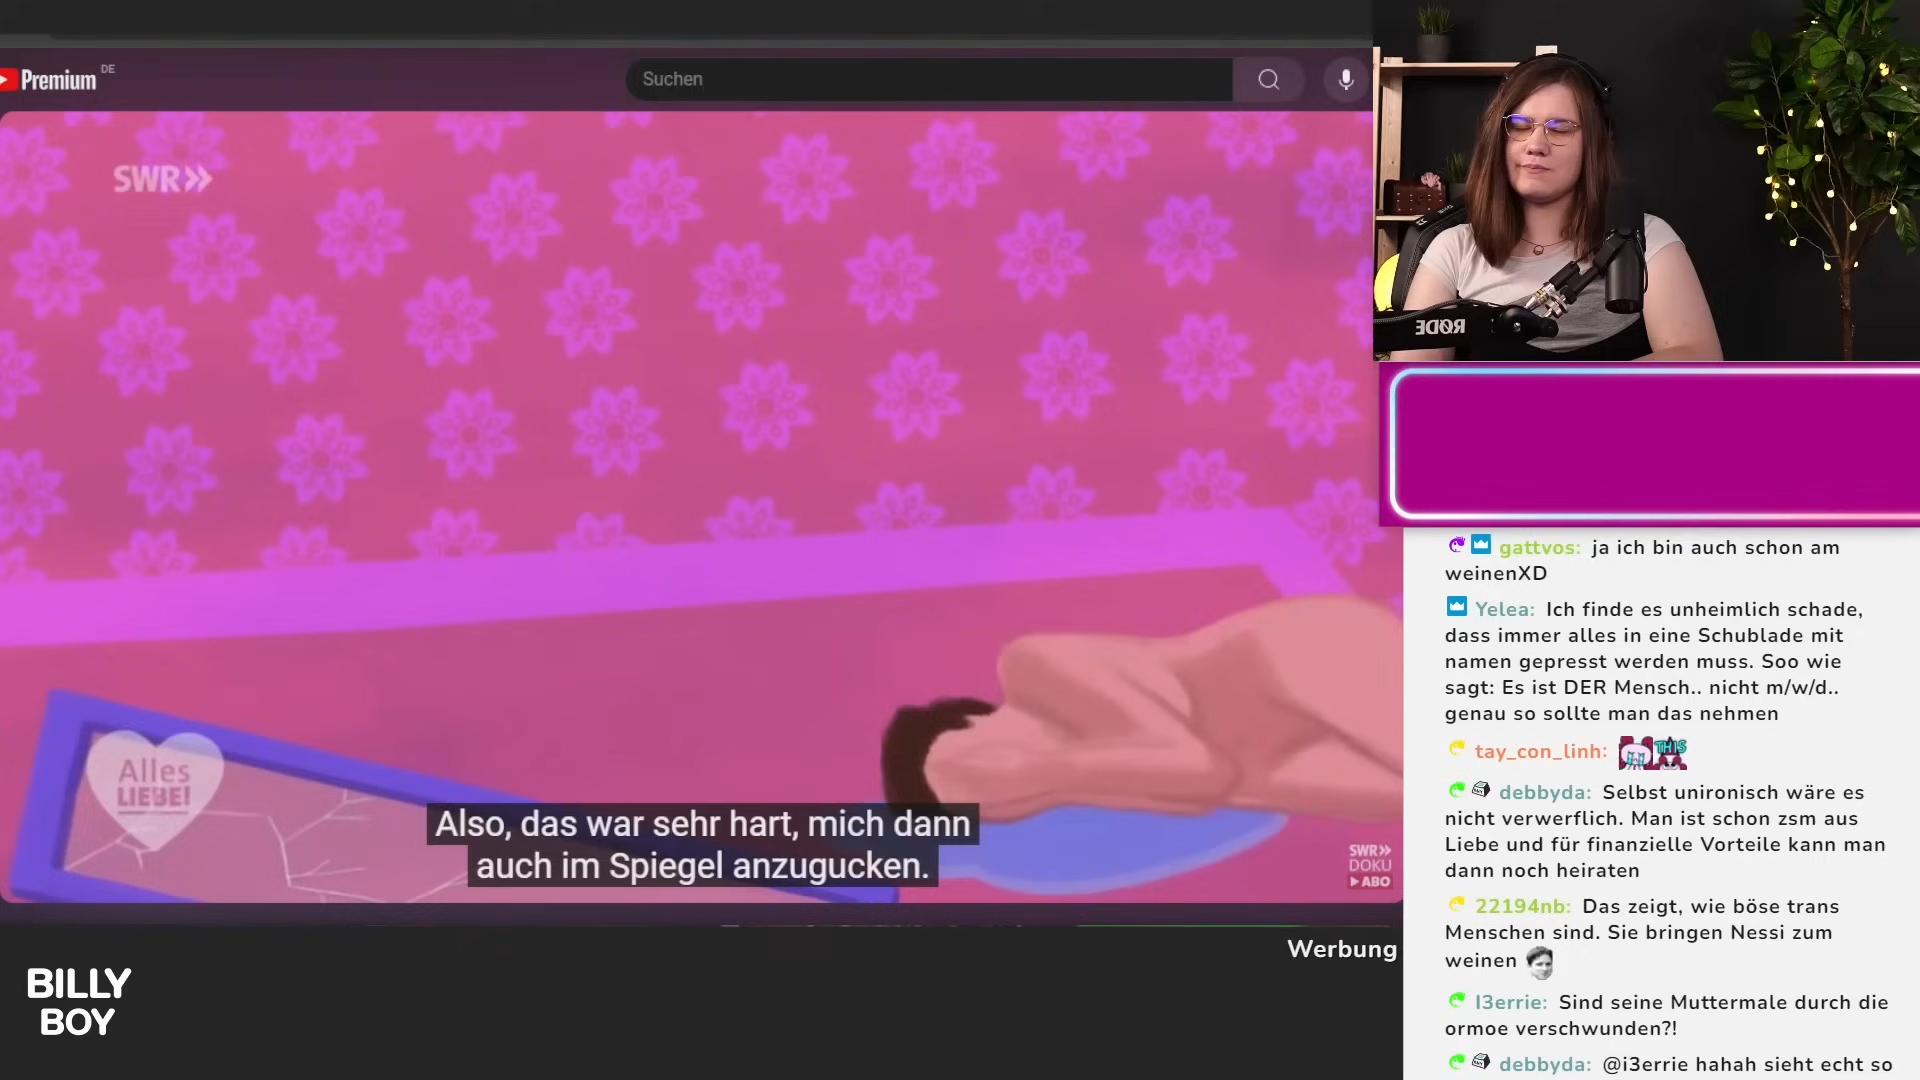 Premium DE
Suchen
SWR»
Alles
LIEBE!
Also, das war sehr hart, mich dann
auch im Spiegel anzugucken.
SWR»
DOKU
ABO
RØDE
Werbung
BILLY
BOY
gattvos: ja ich bin auch schon am
weinenXD
Yelea: Ich finde es unheimlich schade,
dass immer alles in eine Schublade mit
namen gepresst werden muss. Soo wie
sagt: Es ist DER Mensch.. nicht m/w/d..
genau so sollte man das nehmen
tay_con_linh: THIS
debbyda: Selbst unironisch wäre es
nicht verwerflich. Man ist schon zsm aus
Liebe und für finanzielle Vorteile kann man
dann noch heiraten
22194nb: Das zeigt, wie böse trans
Menschen sind. Sie bringen Nessi zum
weinen
I3errie: Sind seine Muttermale durch die
ormoe verschwunden?!
debbyda: @i3errie hahah sieht echt so